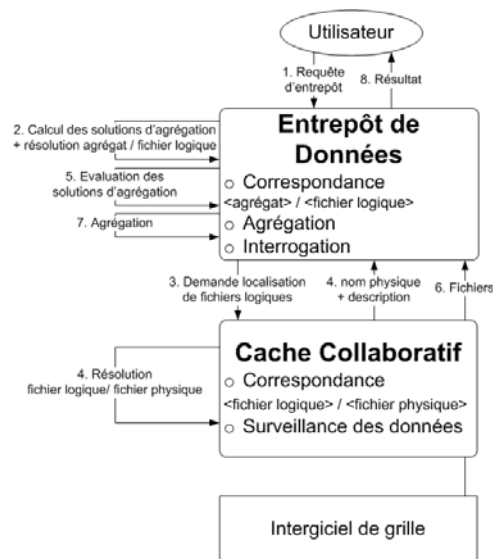 Utilisateur
1. Requête
d'entrepôt
8. Résultat
2. Calcul des solutions d'agrégation
+ résolution agrégat / fichier logique
5. Evaluation des
solutions d'agrégation
7. Agrégation
Entrepôt de
Données
○ Correspondance
<agrégat> / <fichier logique>
○ Agrégation
○ Interrogation
3. Demande localisation
de fichiers logiques
4. nom physique
+ description
6. Fichiers
4. Résolution
fichier logique/ fichier physique
Cache Collaboratif
○ Correspondance
<fichier logique> / <fichier physique>
○ Surveillance des données
Intergiciel de grille